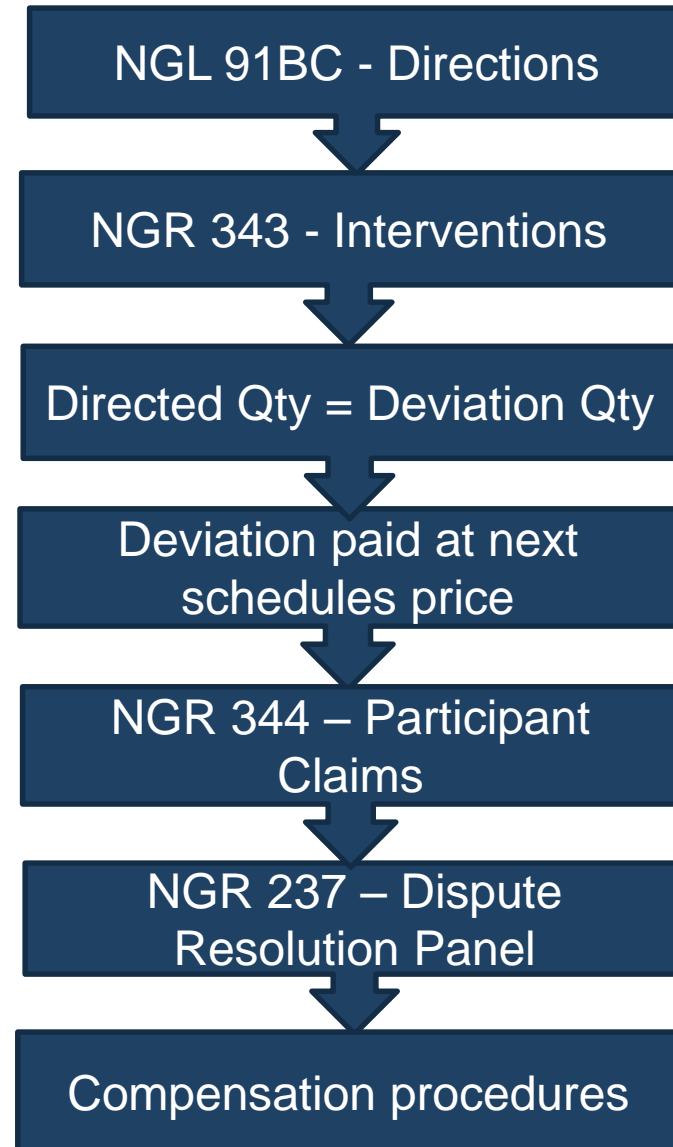 NGL 91BC - Directions
NGR 343 - Interventions
Directed Qty = Deviation Qty
Deviation paid at next
schedules price
NGR 344 – Participant
Claims
NGR 237 – Dispute
Resolution Panel
Compensation procedures